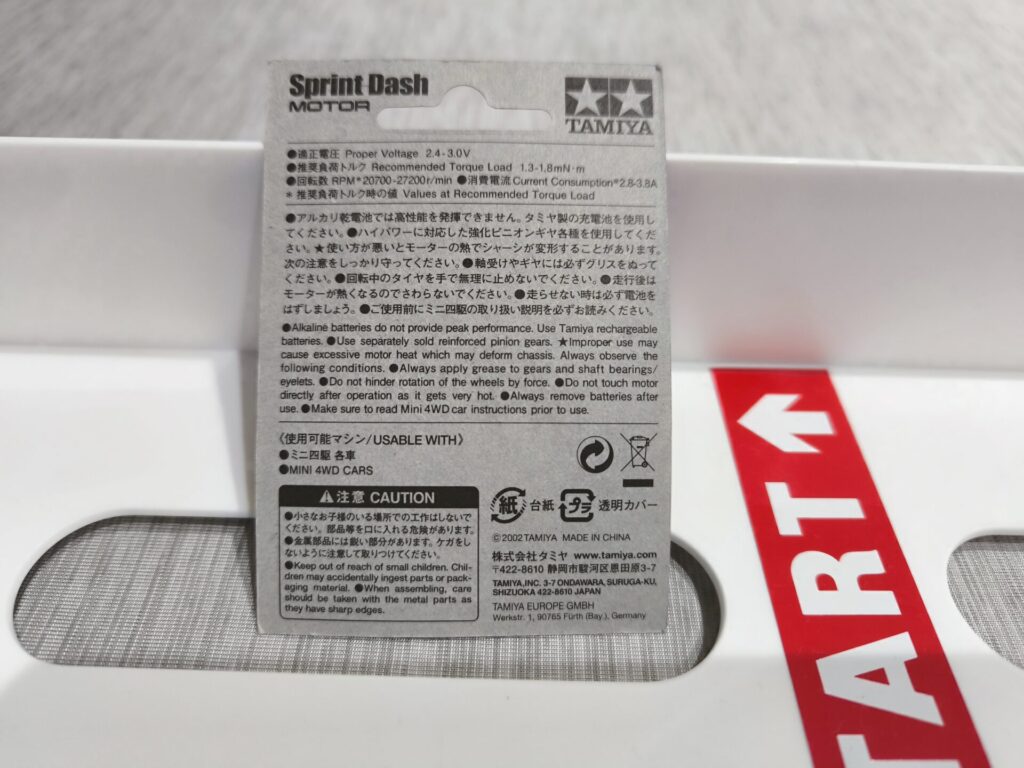 Sprint Dash
MOTOR
TAMIYA
●適正電圧 Proper Voltage 2.4-3.0V
●推奨負荷トルク Recommended Torque Load 1.3-1.8mN･m
●回転数 RPM*20700-27200r/min ●消費電流 Current Consumption*2.8-3.8A
* 推奨負荷トルク時の値 Values at Recommended Torque Load
●アルカリ乾電池では高性能を発揮できません。タミヤ製の充電池を使用し
てください。●ハイパワーに対応した強化ピニオンギヤ各種を使用してくだ
さい。★使い方が悪いとモーターの熱でシャーシが変形することがあります。
次の注意をしっかり守ってください。●軸受けやギヤには必ずグリスをぬって
ください。●回転中のタイヤを手で無理に止めないでください。●走行後は
モーターが熱くなるのでさわらないでください。●走らせない時は必ず電池を
はずしましょう。●ご使用前にミニ四駆の取り扱い説明を必ずお読みください。
●Alkaline batteries do not provide peak performance. Use Tamiya rechargeable
batteries. ●Use separately sold reinforced pinion gears. ★Improper use may
cause excessive motor heat which may deform chassis. Always observe the
following conditions. ●Always apply grease to gears and shaft bearings/
eyelets. ●Do not hinder rotation of the wheels by force. ●Do not touch motor
directly after operation as it gets very hot. ●Always remove batteries after
use. ●Make sure to read Mini 4WD car instructions prior to use.
《使用可能マシン/USABLE WITH》
●ミニ四駆 各車
●MINI 4WD CARS
注意 CAUTION
●小さなお子様のいる場所での工作はしないで
ください。部品等を口に入れる危険があります。
●金属部品には鋭い部分があります。ケガをし
ないように注意して取りつけてください。
●Keep out of reach of small children. Chil-
dren may accidentally ingest parts or pack-
aging material. ●When assembling, care
should be taken with the metal parts as
they have sharp edges.
紙 台紙 プラ 透明カバー
©2002 TAMIYA MADE IN CHINA
株式会社タミヤ www.tamiya.com
〒422-8610 静岡市駿河区恩田原3-7
TAMIYA,INC. 3-7 ONDAWARA, SURUGA-KU,
SHIZUOKA 422-8610 JAPAN
TAMIYA EUROPE GMBH
Werkstr. 1, 90765 Fürth (Bay.), Germany
START